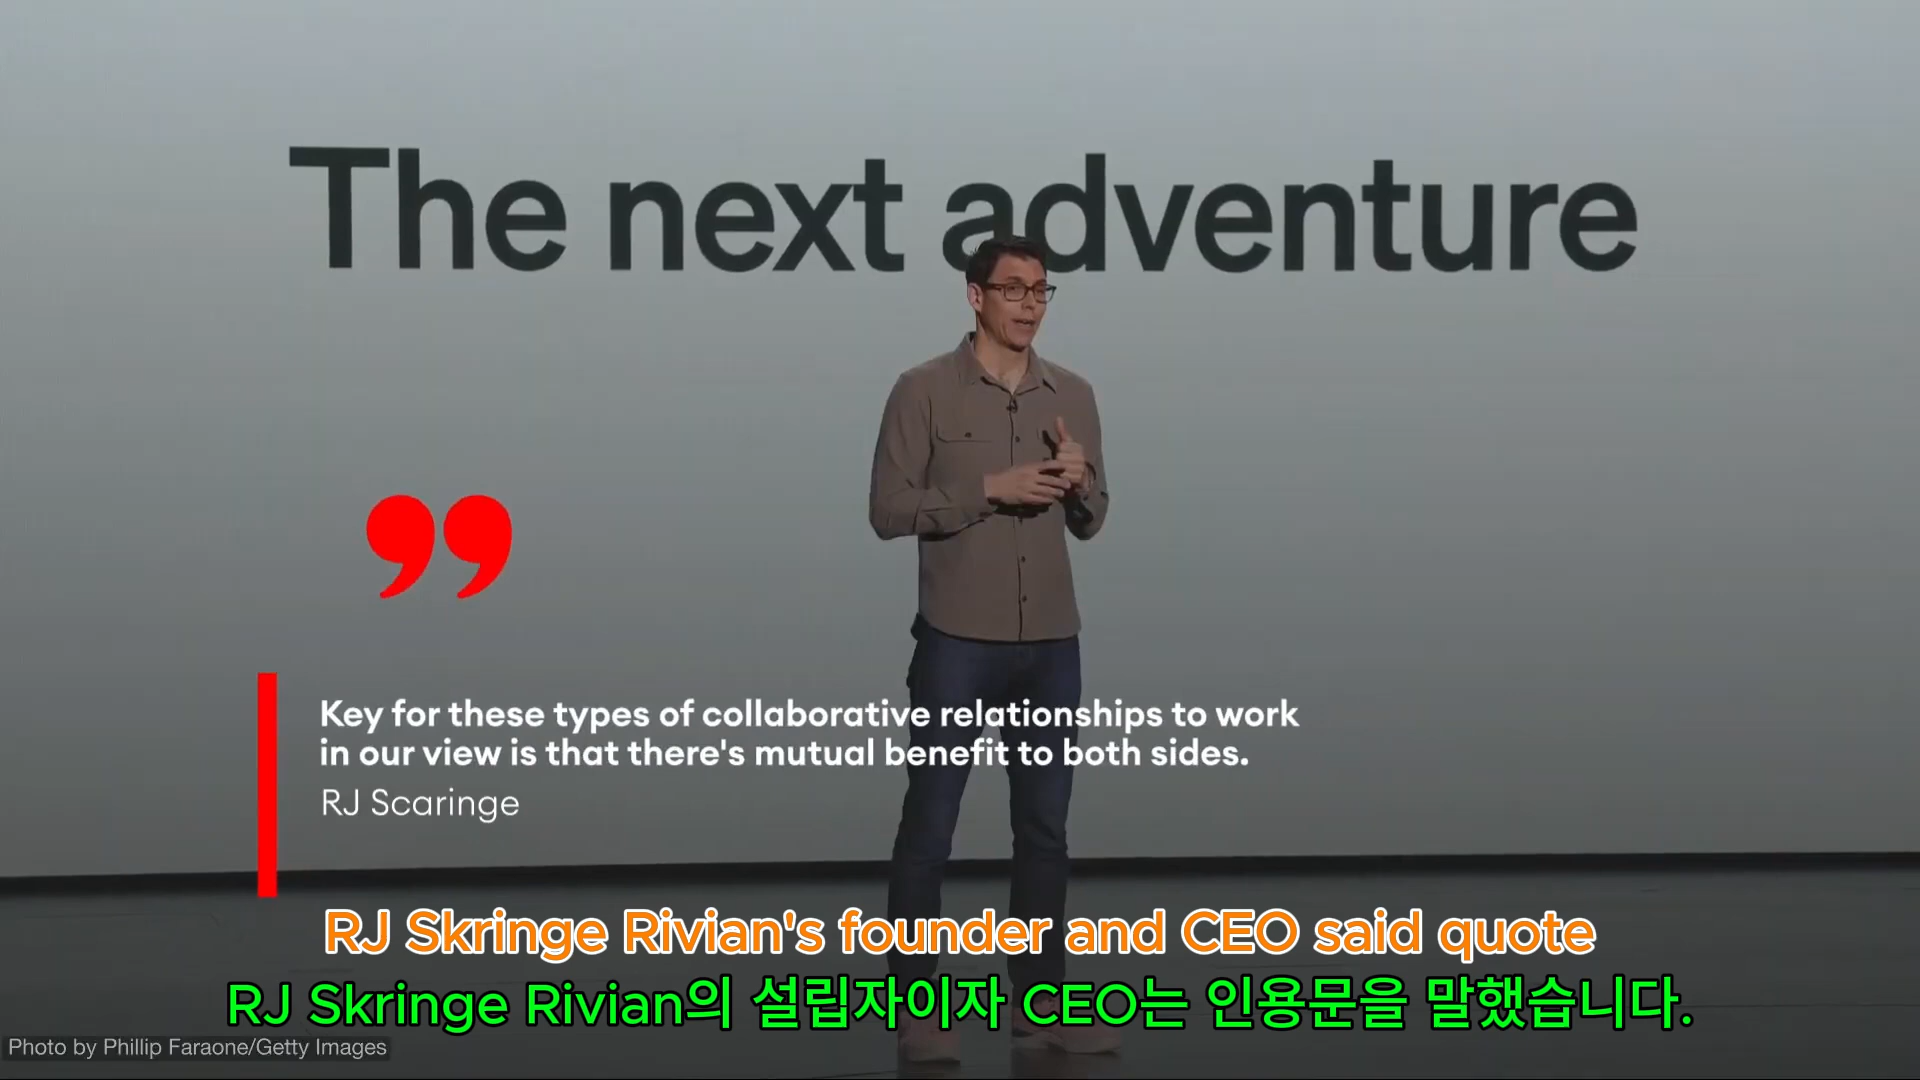 The next adventure
Key for these types of collaborative relationships to work
in our view is that there's mutual benefit to both sides.
RJ Scaringe
RJ Skringe Rivian's founder and CEO said quote
RJ Skringe Rivian의 설립자이자 CEO는 인용문을 말했습니다.
Photo by Phillip Faraone/Getty Images